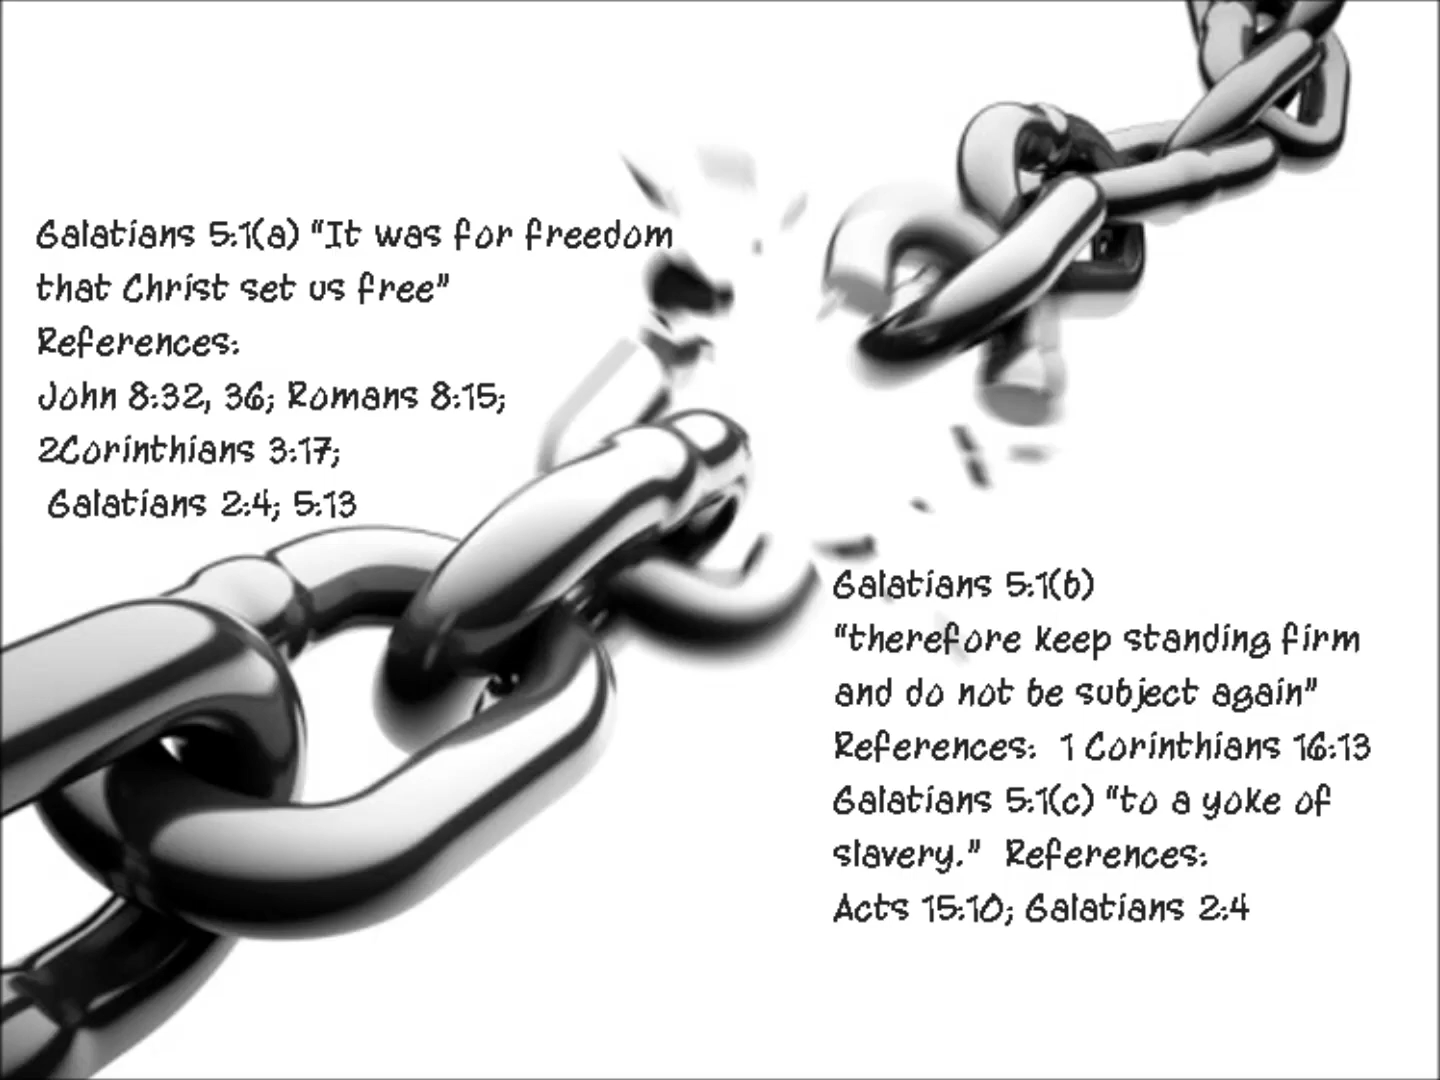 Galatians 5:1(a) "It was for freedom
that Christ set us free"
References:
John 8:32, 36; Romans 8:15;
2Corinthians 3:17;
Galatians 2:4; 5:13
Galatians 5:1(b)
"therefore keep standing firm
and do not be subject again"
References:  1 Corinthians 16:13
Galatians 5:1(c) "to a yoke of
slavery."  References:
Acts 15:10; Galatians 2:4